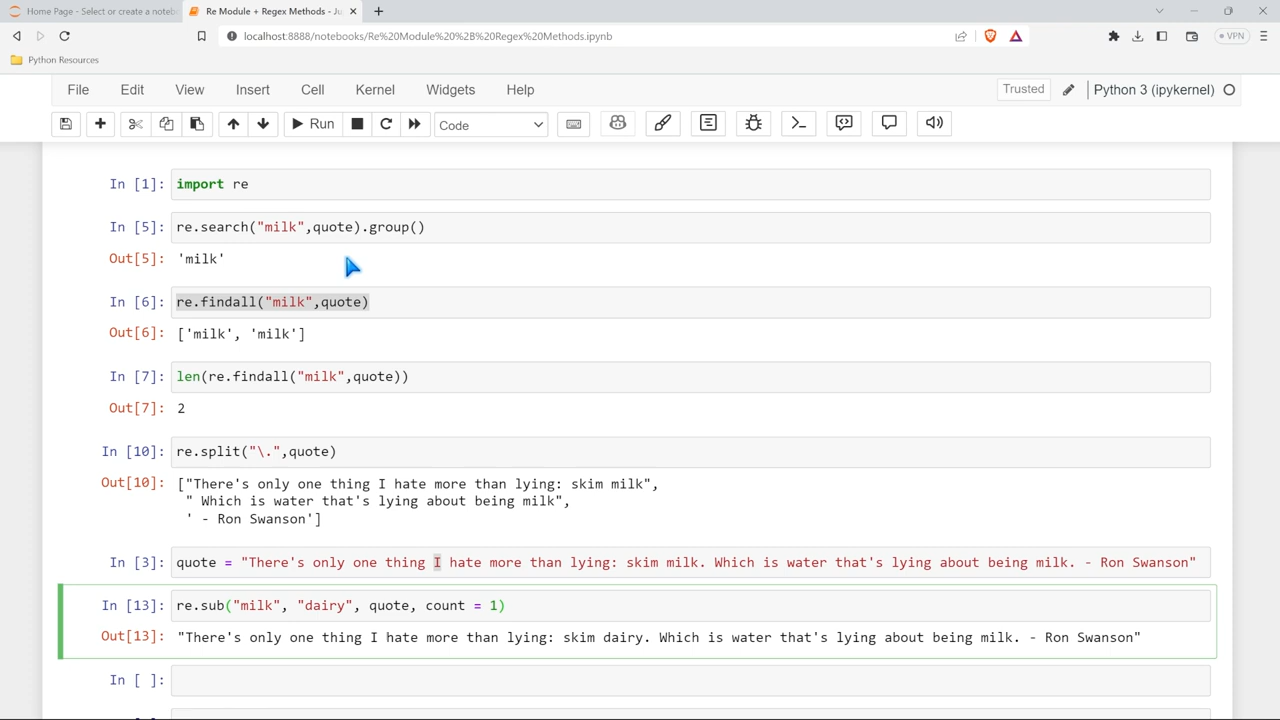 Home Page - Select or create a noteb
Re Module + Regex Methods - Ju
localhost:8888/notebooks/Re%20Module%20%2B%20Regex%20Methods.ipynb
VPN
Python Resources
File Edit View Insert Cell Kernel Widgets Help
Trusted
Python 3 (ipykernel)
Run
Code
In [1]: import re
In [5]: re.search("milk",quote).group()
Out[5]: 'milk'
In [6]: re.findall("milk",quote)
Out[6]: ['milk', 'milk']
In [7]: len(re.findall("milk",quote))
Out[7]: 2
In [10]: re.split("\.",quote)
Out[10]: ["There's only one thing I hate more than lying: skim milk",
" Which is water that's lying about being milk",
' - Ron Swanson']
In [3]: quote = "There's only one thing I hate more than lying: skim milk. Which is water that's lying about being milk. - Ron Swanson"
In [13]: re.sub("milk", "dairy", quote, count = 1)
Out[13]: "There's only one thing I hate more than lying: skim dairy. Which is water that's lying about being milk. - Ron Swanson"
In [ ]: